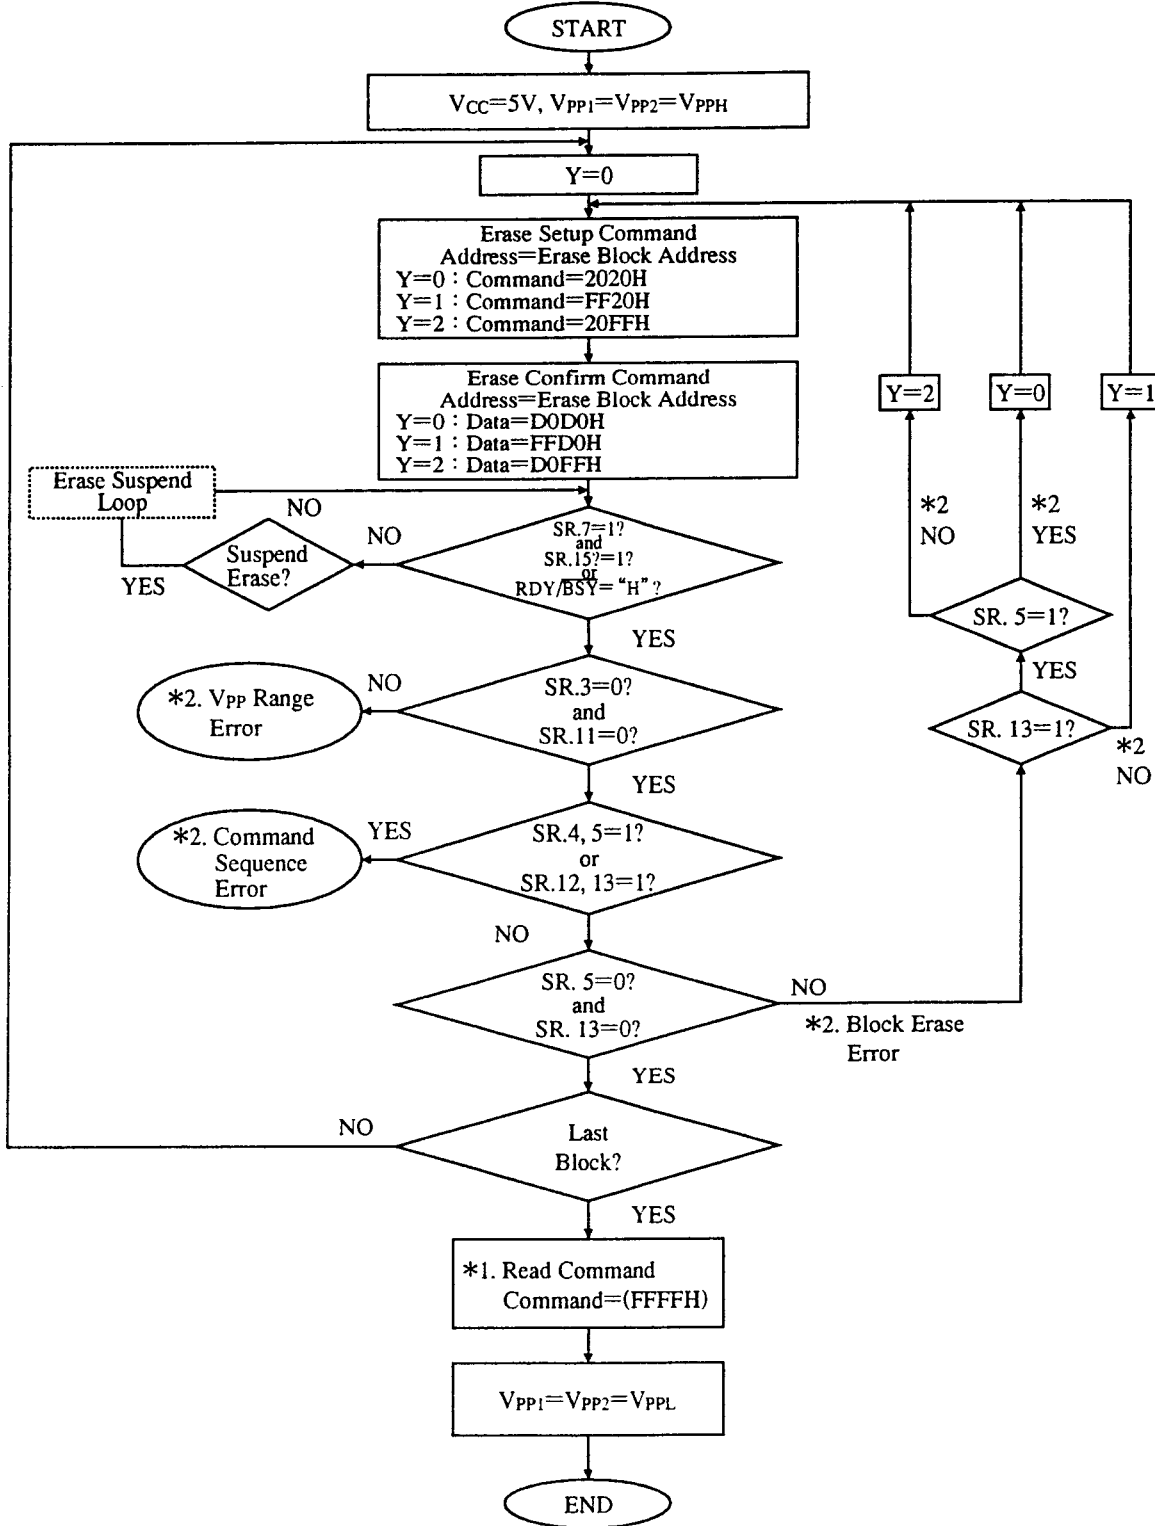 START
VCC=5V, VPP1=VPP2=VPPH
Y=0
Erase Setup Command
Address=Erase Block Address
Y=0 : Command=2020H
Y=1 : Command=FF20H
Y=2 : Command=20FFH
Erase Confirm Command
Address=Erase Block Address
Y=0 : Data=D0D0H
Y=1 : Data=FFD0H
Y=2 : Data=D0FFH
Y=2
Y=0
Y=1
Erase Suspend
Loop
NO
YES
Suspend
Erase?
NO
SR.7=1?
and
SR.15?=1?
or
RDY/BSY= "H" ?
YES
*2
NO
*2
YES
SR. 5=1?
YES
SR. 13=1?
*2
NO
*2. VPP Range
Error
NO
SR.3=0?
and
SR.11=0?
YES
*2. Command
Sequence
Error
YES
SR.4, 5=1?
or
SR.12, 13=1?
NO
SR. 5=0?
and
SR. 13=0?
NO
*2. Block Erase
Error
YES
NO
Last
Block?
YES
*1. Read Command
Command=(FFFFH)
VPP1=VPP2=VPPL
END